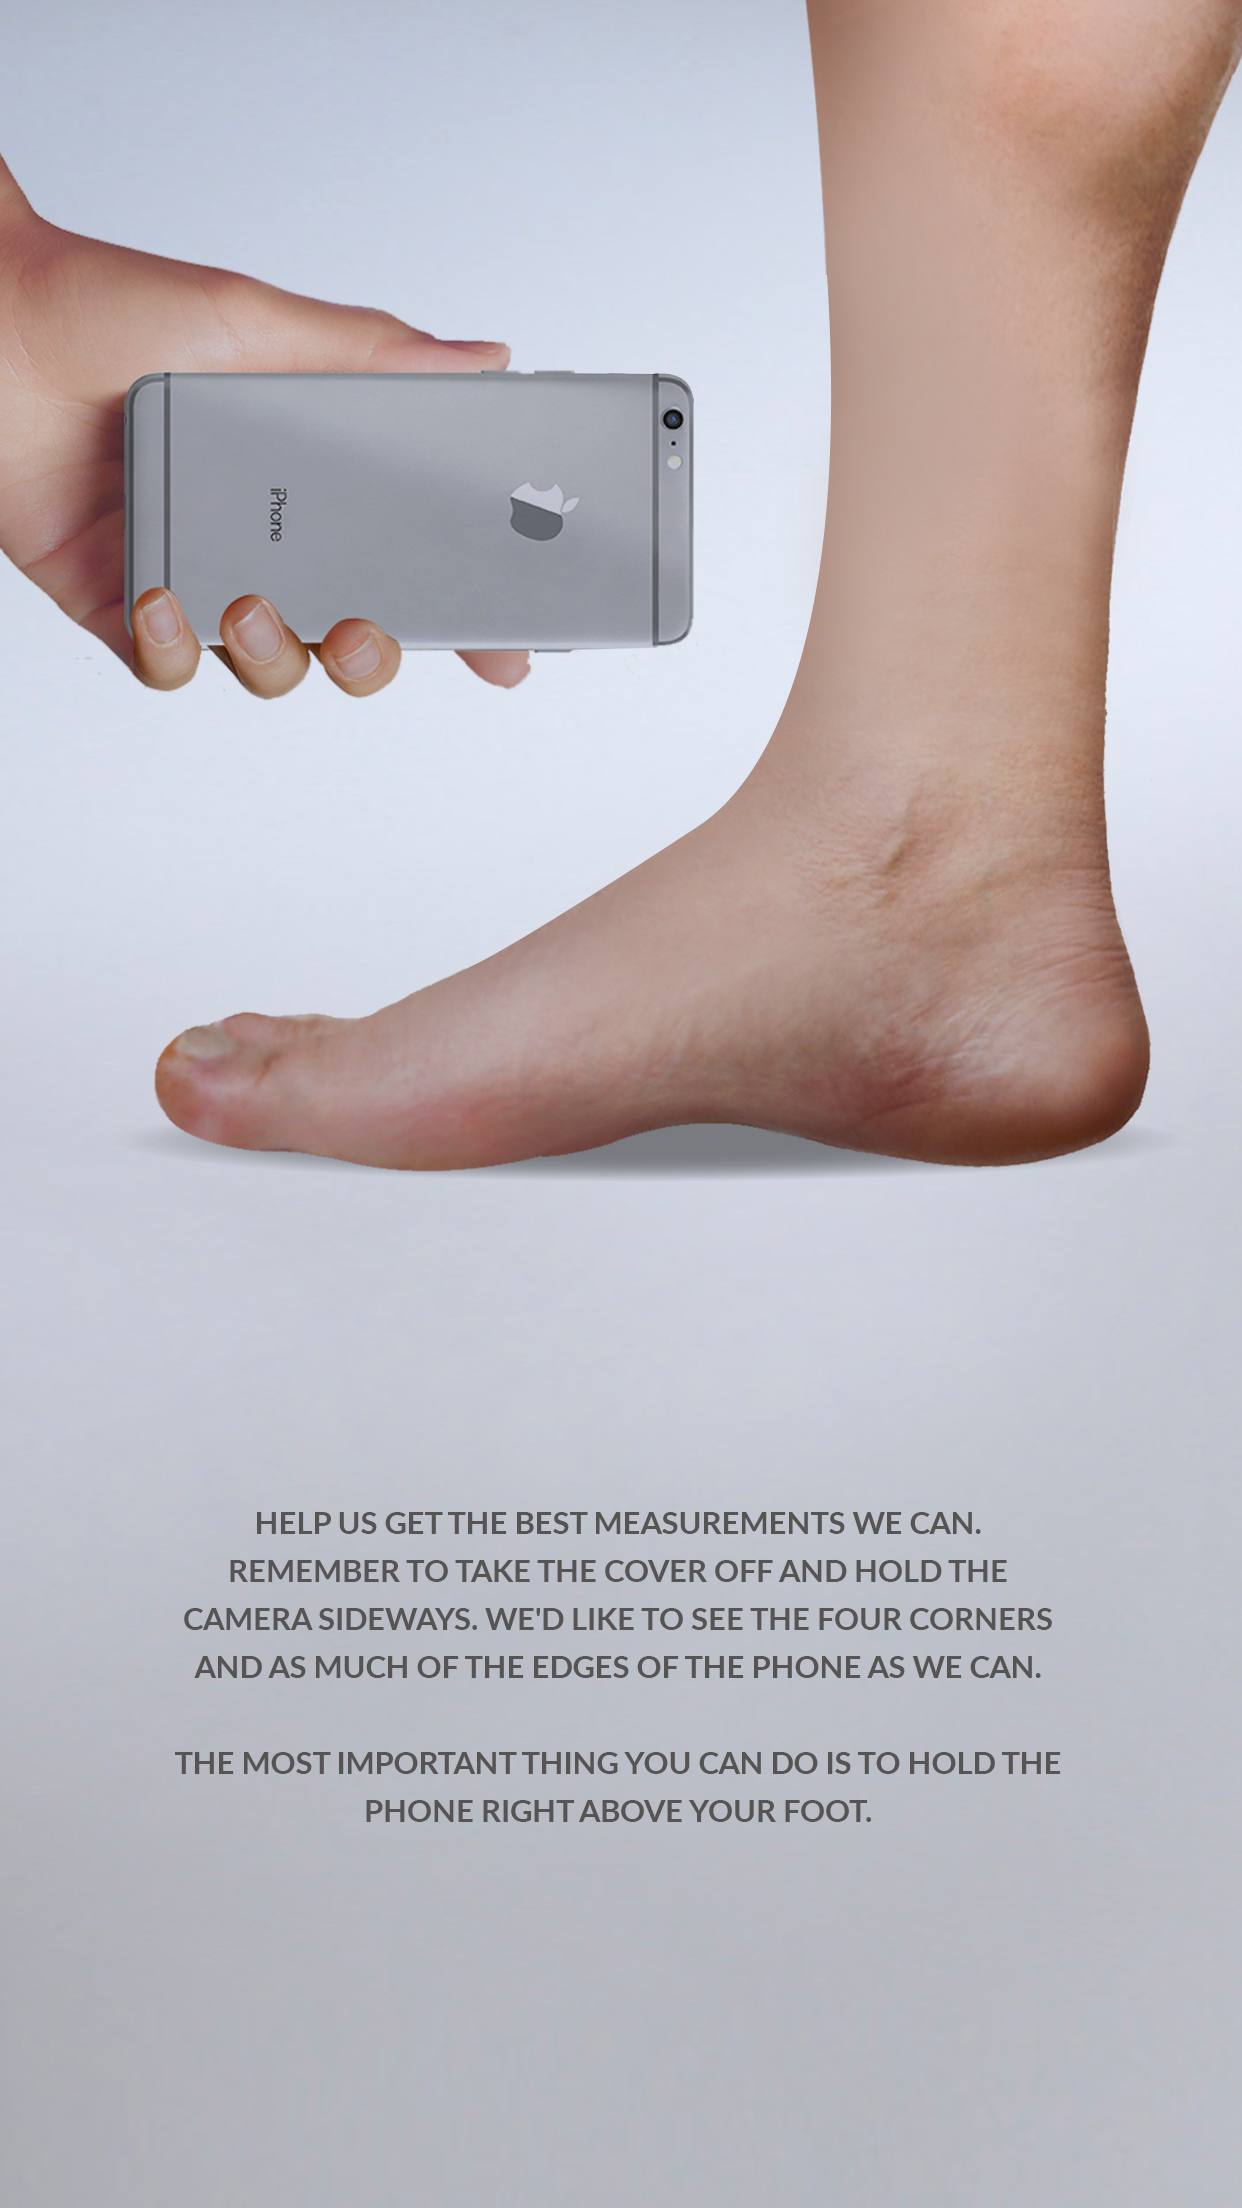 iPhone
HELP US GET THE BEST MEASUREMENTS WE CAN.
REMEMBER TO TAKE THE COVER OFF AND HOLD THE
CAMERA SIDEWAYS. WE'D LIKE TO SEE THE FOUR CORNERS
AND AS MUCH OF THE EDGES OF THE PHONE AS WE CAN.
THE MOST IMPORTANT THING YOU CAN DO IS TO HOLD THE
PHONE RIGHT ABOVE YOUR FOOT.